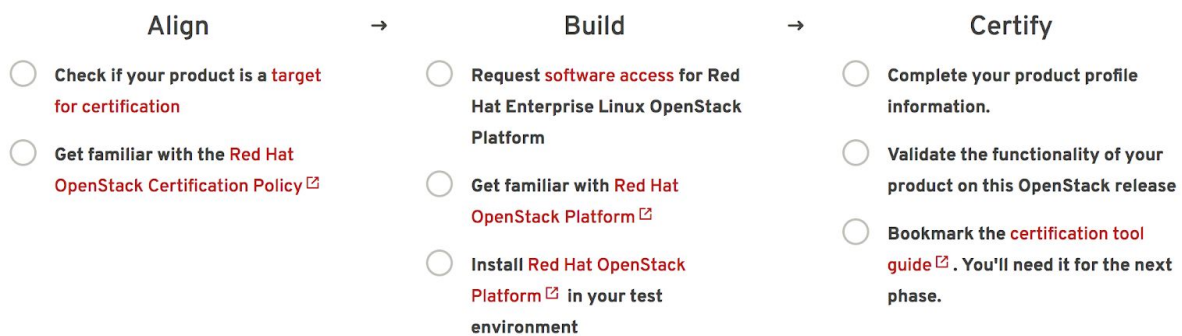 Align → Build → Certify
Check if your product is a target
for certification
Get familiar with the Red Hat
OpenStack Certification Policy
Request software access for Red
Hat Enterprise Linux OpenStack
Platform
Get familiar with Red Hat
OpenStack Platform
Install Red Hat OpenStack
Platform in your test
environment
Complete your product profile
information.
Validate the functionality of your
product on this OpenStack release
Bookmark the certification tool
guide . You'll need it for the next
phase.